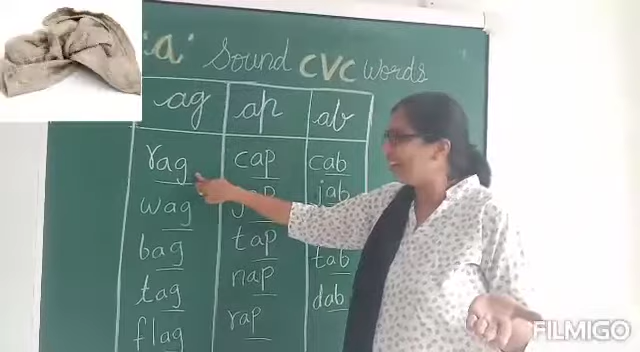 'a' Sound CVC words
ag ap ab
rag cap cab
wag gap jab
bag tap tab
tag nap dab
flag rap
FILMIGO